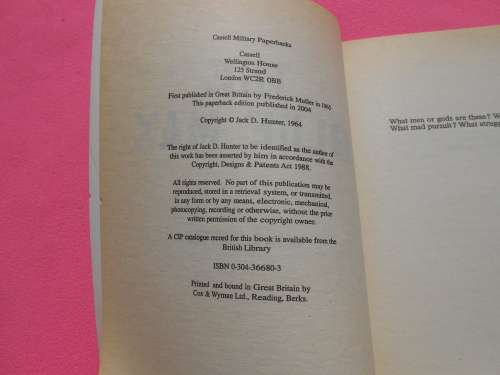 Cassell Military Paperbacks
Cassell
Wellington House
125 Strand
London WC2R 0BB
First published in Great Britain by Frederick Muller in 1965
This paperback edition published in 2004
Copyright © Jack D. Hunter, 1964
The right of Jack D. Hunter to be identified as the author of
this work has been asserted by him in accordance with the
Copyright, Designs & Patents Act 1988.
All rights reserved. No part of this publication may be
reproduced, stored in a retrieval system, or transmitted,
in any form or by any means, electronic, mechanical,
photocopying, recording or otherwise, without the prior
written permission of the copyright owner.
A CIP catalogue record for this book is available from the
British Library
ISBN 0-304-36680-3
Printed and bound in Great Britain by
Cox & Wyman Ltd., Reading, Berks.
What men or gods are these?
What mad pursuit? What